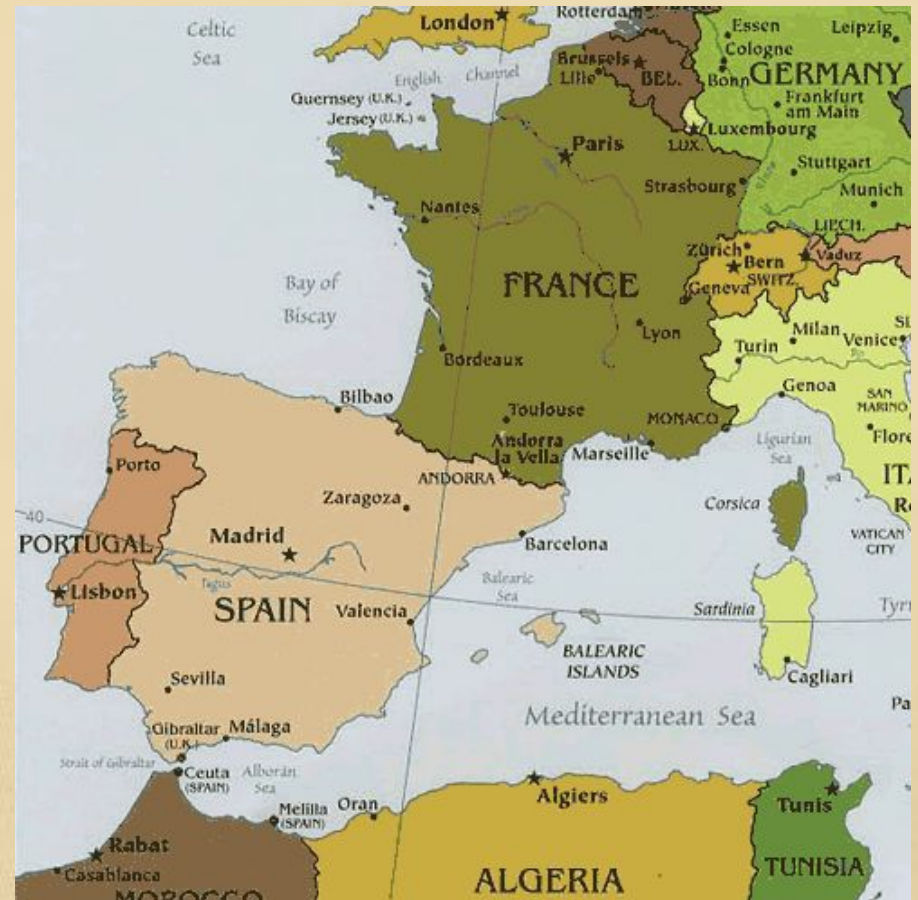 Celtic
Sea
London
Rotterdam
Essen
Leipzig
Cologne
Brussels
Lille
BEL.
Bonn
GERMANY
English Channel
Guernsey (U.K.)
Jersey (U.K.)
Frankfurt
am Main
Luxembourg
LUX.
Paris
Stuttgart
Strasbourg
Munich
Nantes
LIECH.
Zürich
Bern
Vaduz
SWITZ.
Geneva
FRANCE
Bay of
Biscay
Lyon
Milan
Venice
Turin
Po
Bordeaux
Genoa
SAN
MARINO
Bilbao
Toulouse
MONACO
Andorra
la Vella
Marseille
Ligurian
Sea
ANDORRA
Porto
Zaragoza
Corsica
40
Madrid
PORTUGAL
Barcelona
VATICAN
CITY
Tagus
Lisbon
Balearic
Sea
SPAIN
Valencia
Sardinia
BALEARIC
ISLANDS
Sevilla
Cagliari
Mediterranean Sea
Gibraltar
(U.K.)
Málaga
Strait of Gibraltar
Ceuta
(SPAIN)
Alborán
Sea
Melilla
(SPAIN)
Oran
Algiers
Tunis
Rabat
Casablanca
TUNISIA
ALGERIA
MOROCCO